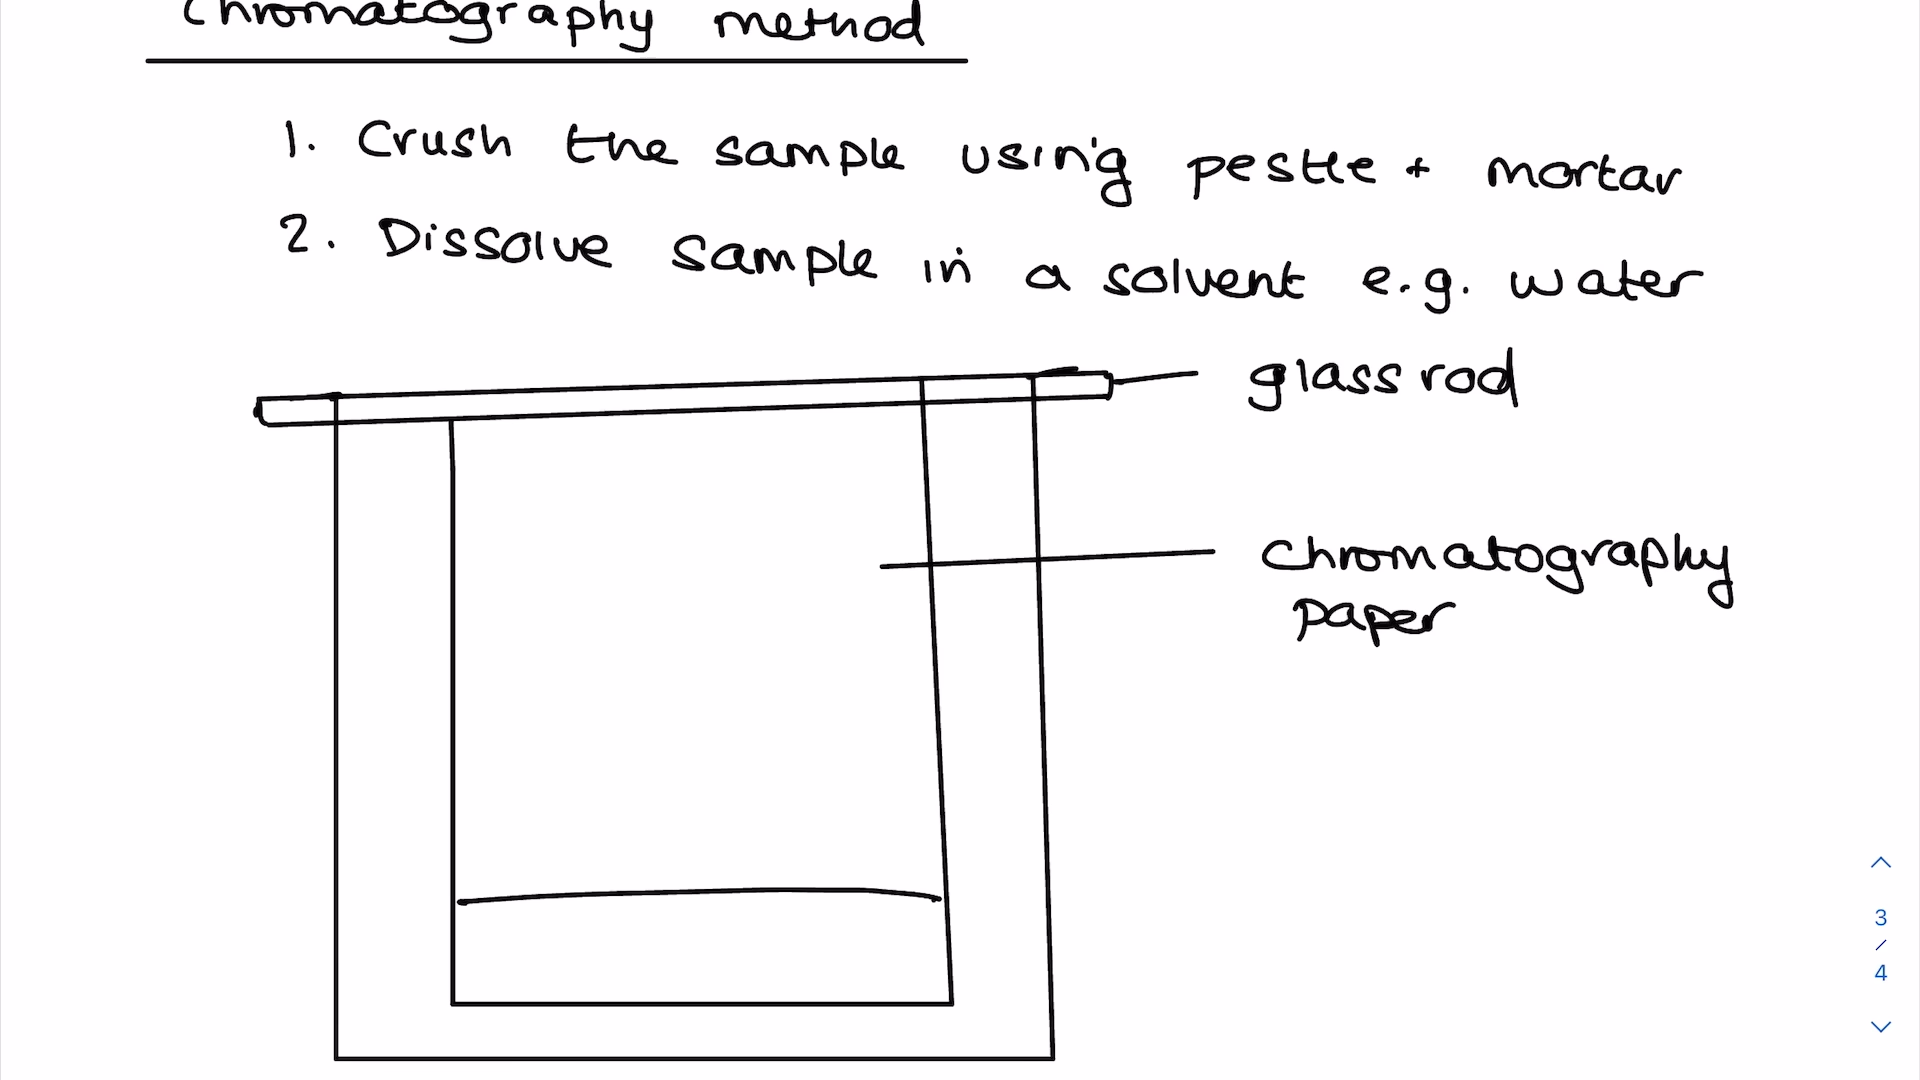 Chromatography method
1. Crush the sample using pestle + mortar
2. Dissolve sample in a solvent e.g. water
glass rod
Chromatography
paper
3
/
4